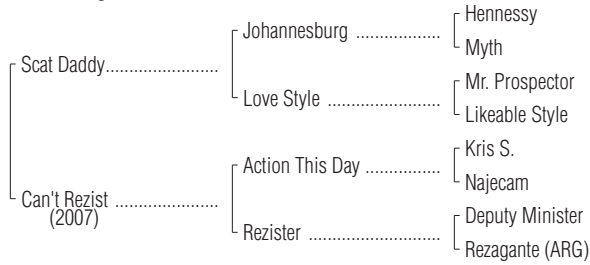 Hennessy
Johannesburg ..................
Myth
Scat Daddy........................
Mr. Prospector
Love Style ........................
Likeable Style
Kris S.
Action This Day ................
Najecam
Can't Rezist ......................
(2007)
Deputy Minister
Rezister ............................
Rezagante (ARG)